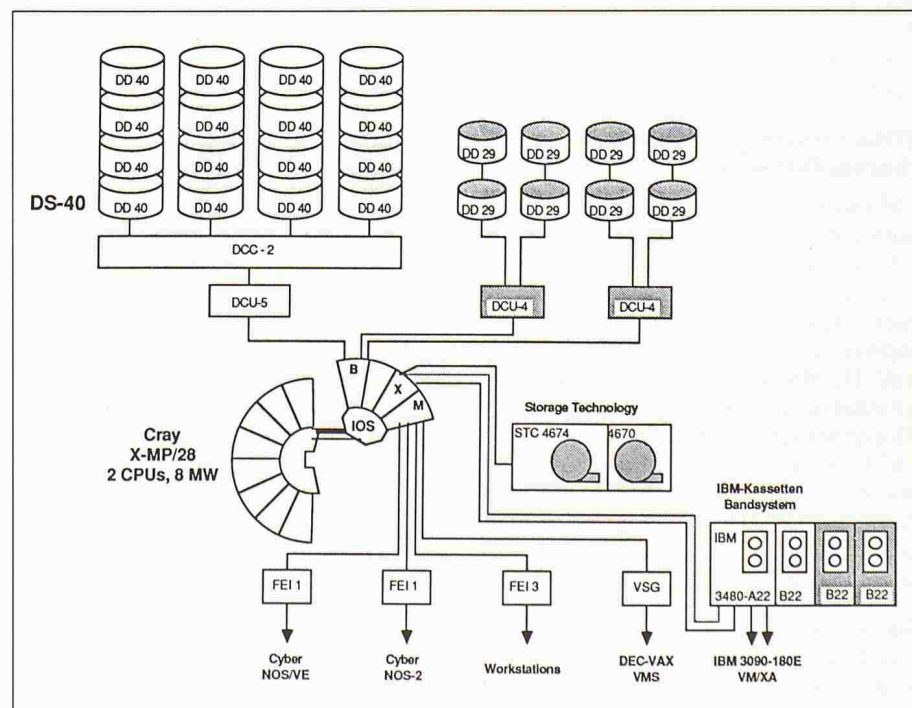 DD 40 DD 40 DD 40 DD 40
DD 40 DD 40 DD 40 DD 40
DD 40 DD 40 DD 40 DD 40
DD 40 DD 40 DD 40 DD 40
DS-40
DD 29 DD 29 DD 29 DD 29
DD 29 DD 29 DD 29 DD 29
DCC - 2
DCU-5
DCU-4
DCU-4
B
X
M
IOS
Cray
X-MP/28
2 CPUs, 8 MW
Storage Technology
STC 4674
4670
IBM-Kassetten
Bandsystem
IBM
3480-A22
B22
B22
B22
FEI 1
FEI 1
FEI 3
VSG
Cyber
NOS/VE
Cyber
NOS-2
Workstations
DEC-VAX
VMS
IBM 3090-180E
VM/XA